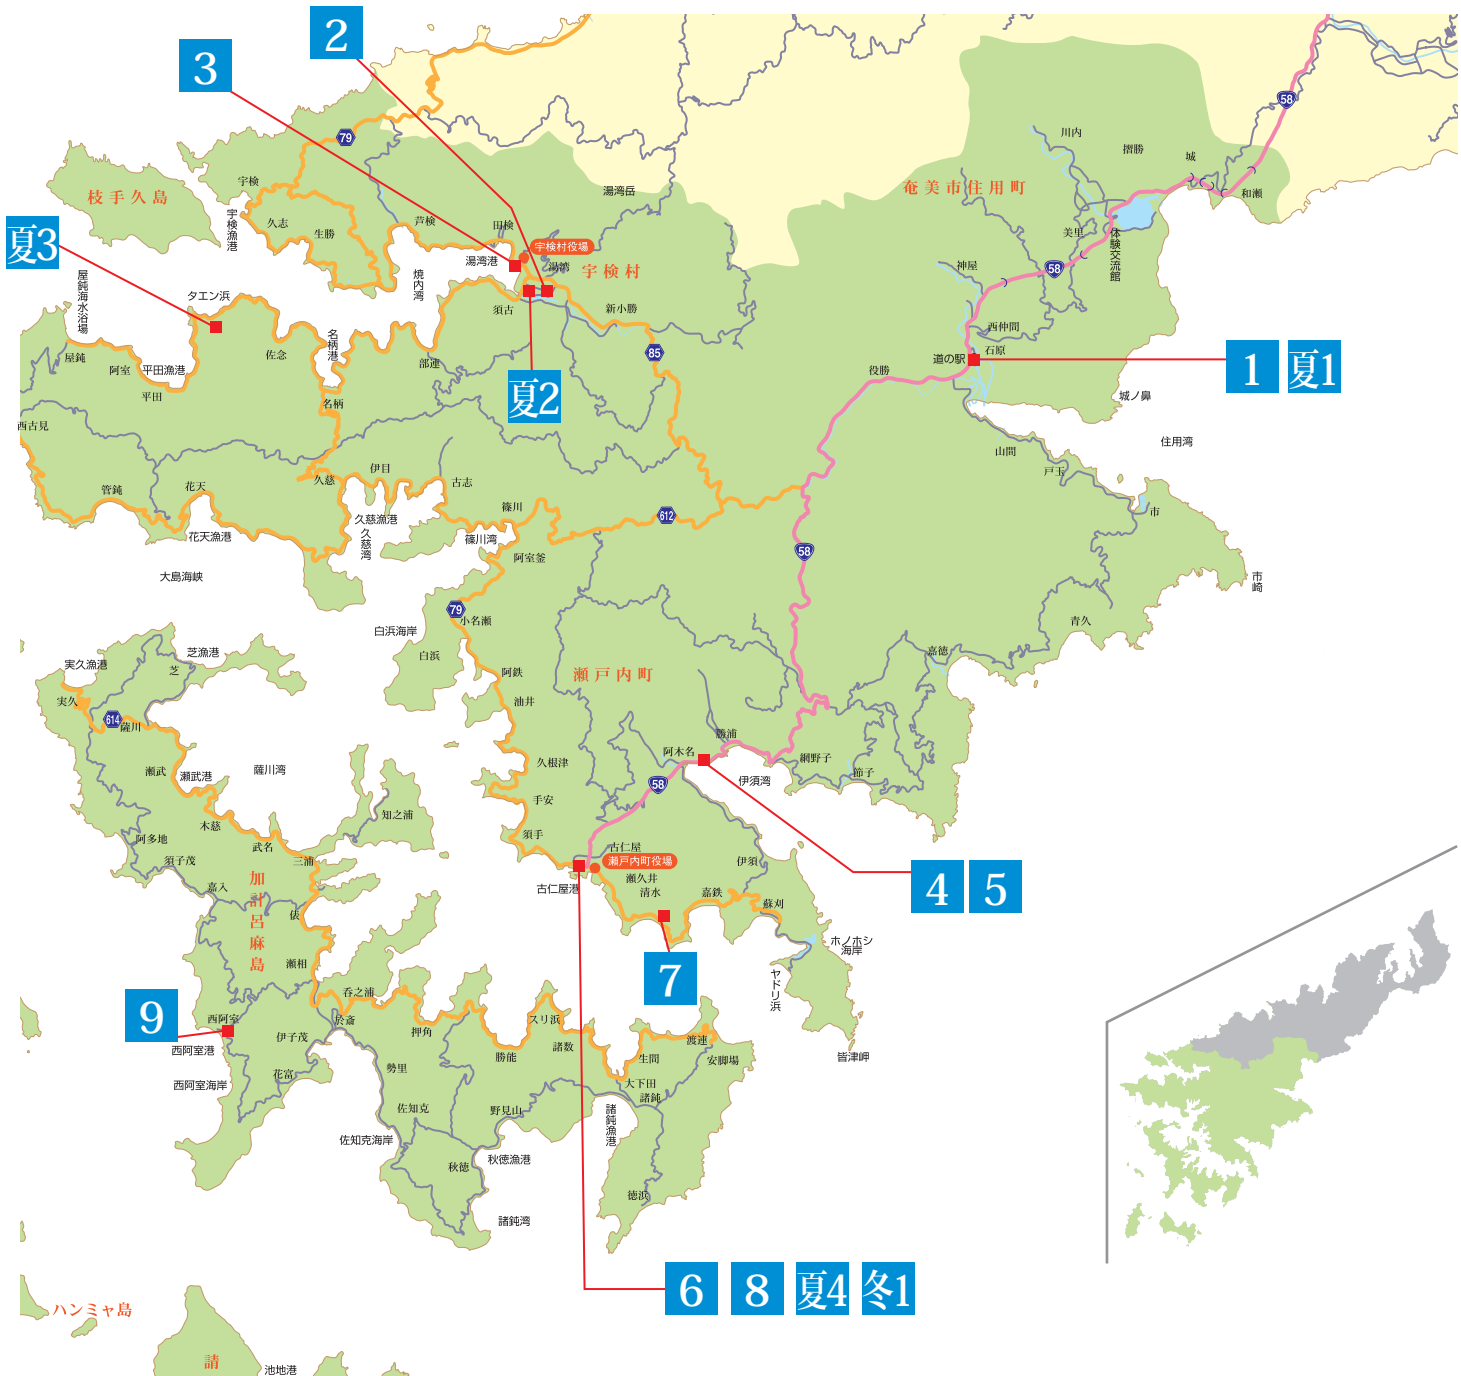 2
3
夏3
夏2
1
夏1
4
5
7
9
6
8
夏4
冬1
58
79
58
85
612
58
79
614
58
枝手久島
宇検
宇検漁港
久志
生勝
芦検
田検
湯湾岳
宇検村役場
湯湾港
湯湾
宇検村
焼内湾
須古
新小勝
屋鈍海水浴場
タエン浜
名柄港
佐念
部連
屋鈍
阿室
平田漁港
平田
名柄
西古見
久慈
伊目
古志
管鈍
花天
篠川
久慈漁港
久慈湾
花天漁港
篠川湾
阿室釜
大島海峡
奄美市住用町
川内
摺勝
城
和瀬
美里
体験交流館
神屋
西仲間
石原
道の駅
役勝
城ノ鼻
住用湾
山間
戸玉
市
市崎
青久
嘉徳
小名瀬
白浜海岸
白浜
阿鉄
油井
瀬戸内町
勝浦
阿木名
網野子
節子
伊須湾
久根津
手安
須手
古仁屋
瀬戸内町役場
伊須
古仁屋港
瀬久井
清水
嘉鉄
蘇刈
ホノホシ
海岸
ヤドリ浜
皆津岬
実久漁港
芝漁港
芝
実久
薩川
瀬武
瀬武港
薩川湾
知之浦
木慈
武名
三浦
阿多地
須子茂
嘉入
加計呂麻島
俵
瀬相
呑之浦
西阿室
西阿室港
伊子茂
於斎
押角
スリ浜
勝能
諸数
渡連
生間
安脚場
西阿室海岸
花富
勢里
大下田
諸鈍
佐知克
野見山
諸鈍漁港
佐知克海岸
秋徳漁港
秋徳
徳浜
諸鈍湾
ハンミャ島
請
池地港